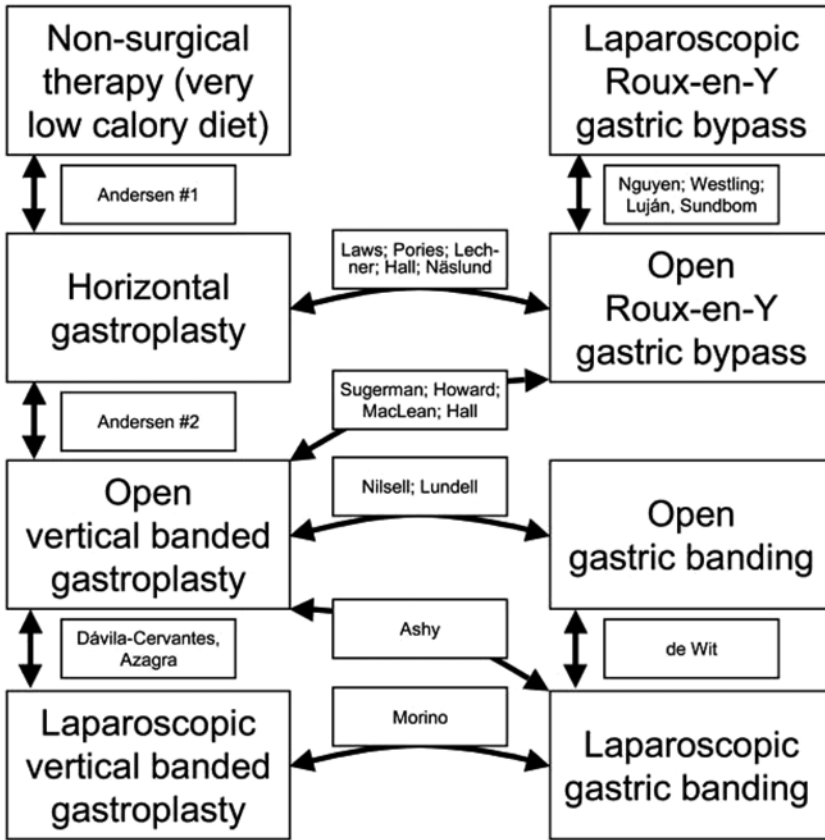 Non-surgical
therapy (very
low calory diet)
Laparoscopic
Roux-en-Y
gastric bypass
Andersen #1
Nguyen; Westling;
Luján, Sundbom
Horizontal
gastroplasty
Laws; Pories; Lech-
ner; Hall; Näslund
Open
Roux-en-Y
gastric bypass
Andersen #2
Sugerman; Howard;
MacLean; Hall
Open
vertical banded
gastroplasty
Nilsell; Lundell
Open
gastric banding
Dávila-Cervantes,
Azagra
Ashy
de Wit
Laparoscopic
vertical banded
gastroplasty
Morino
Laparoscopic
gastric banding